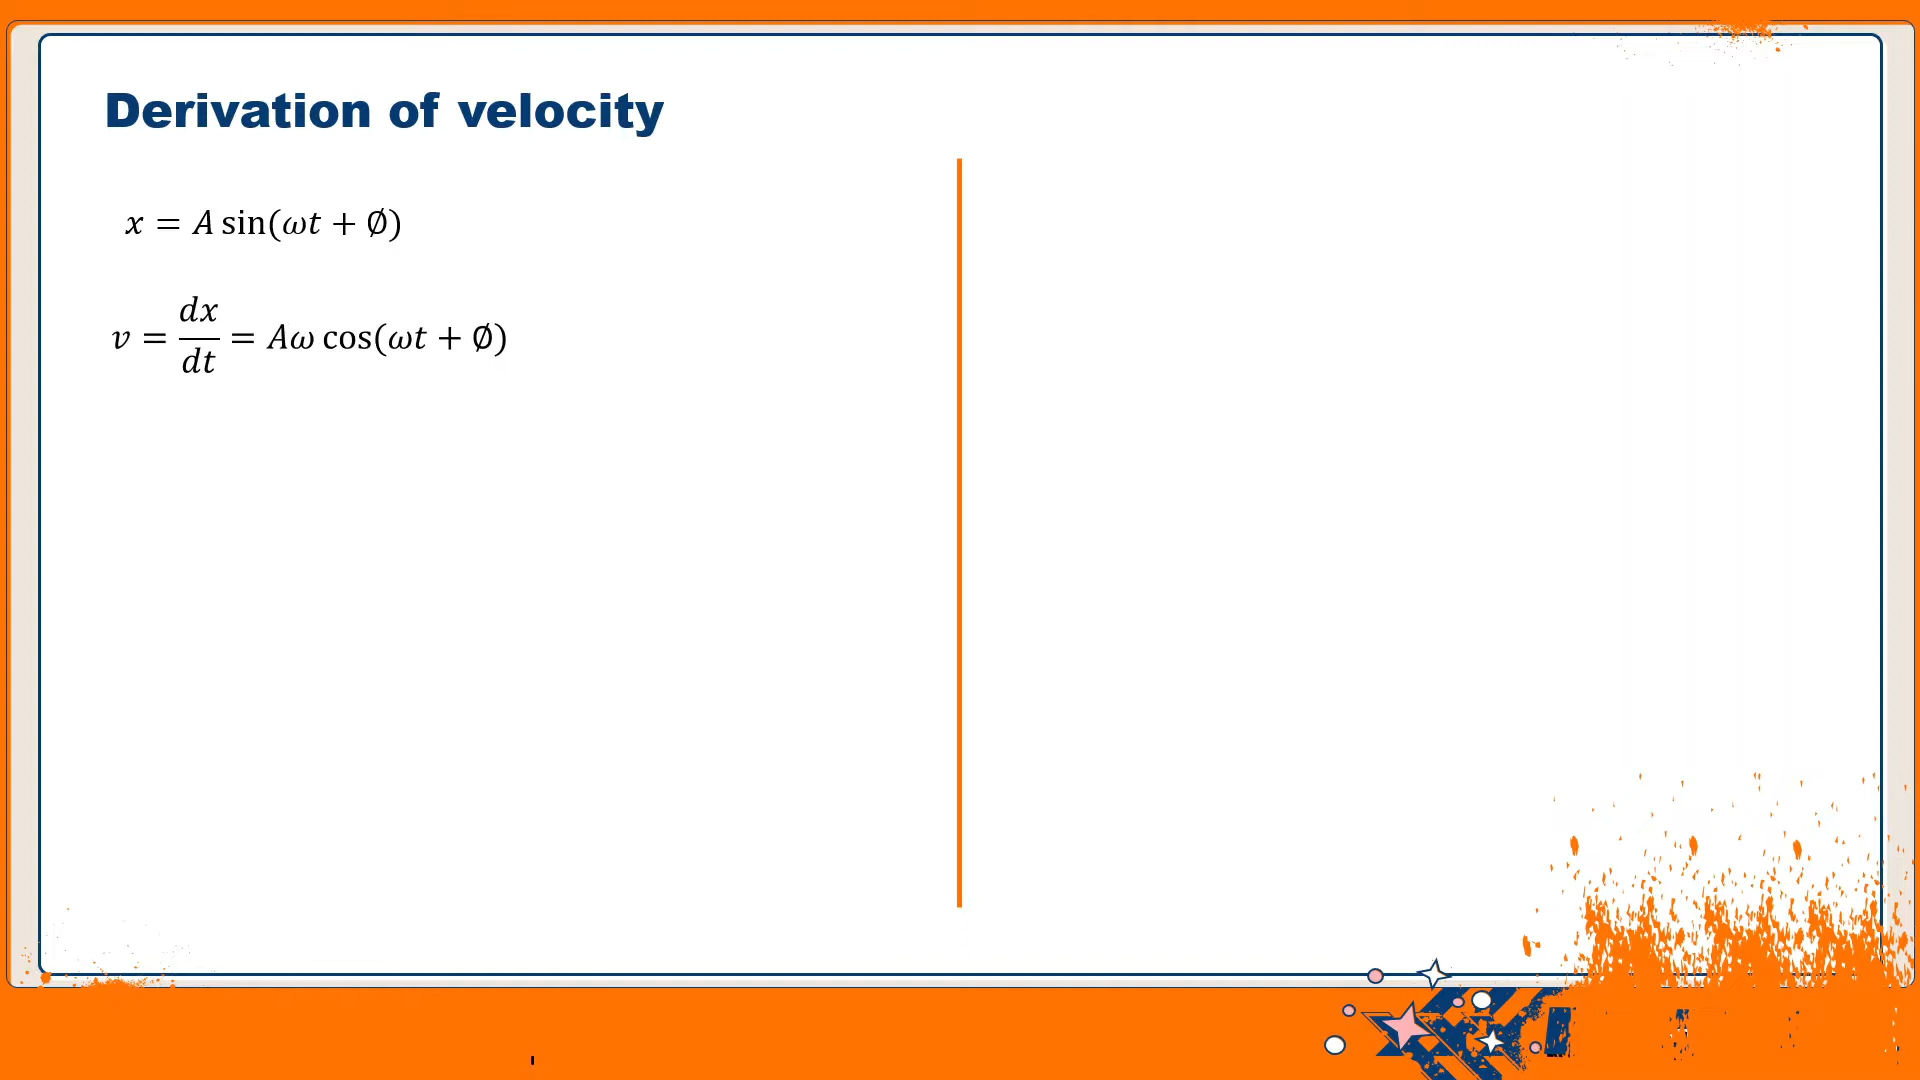 Derivation of velocity
𝑥 = 𝐴 sin(𝜔𝑡 + ∅)
𝑣 = 𝑑𝑥/𝑑𝑡 = 𝐴𝜔 cos(𝜔𝑡 + ∅)